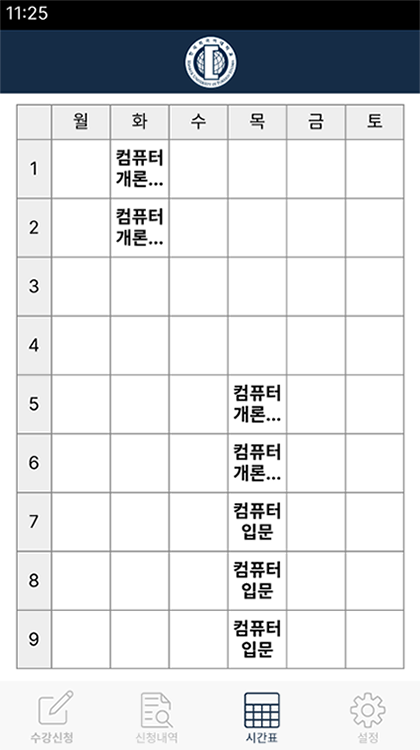 11:25
월 화 수 목 금 토
1 컴퓨터
개론...
2 컴퓨터
개론...
3
4
5 컴퓨터
개론...
6 컴퓨터
개론...
7 컴퓨터
입문
8 컴퓨터
입문
9 컴퓨터
입문
수강신청 신청내역 시간표 설정